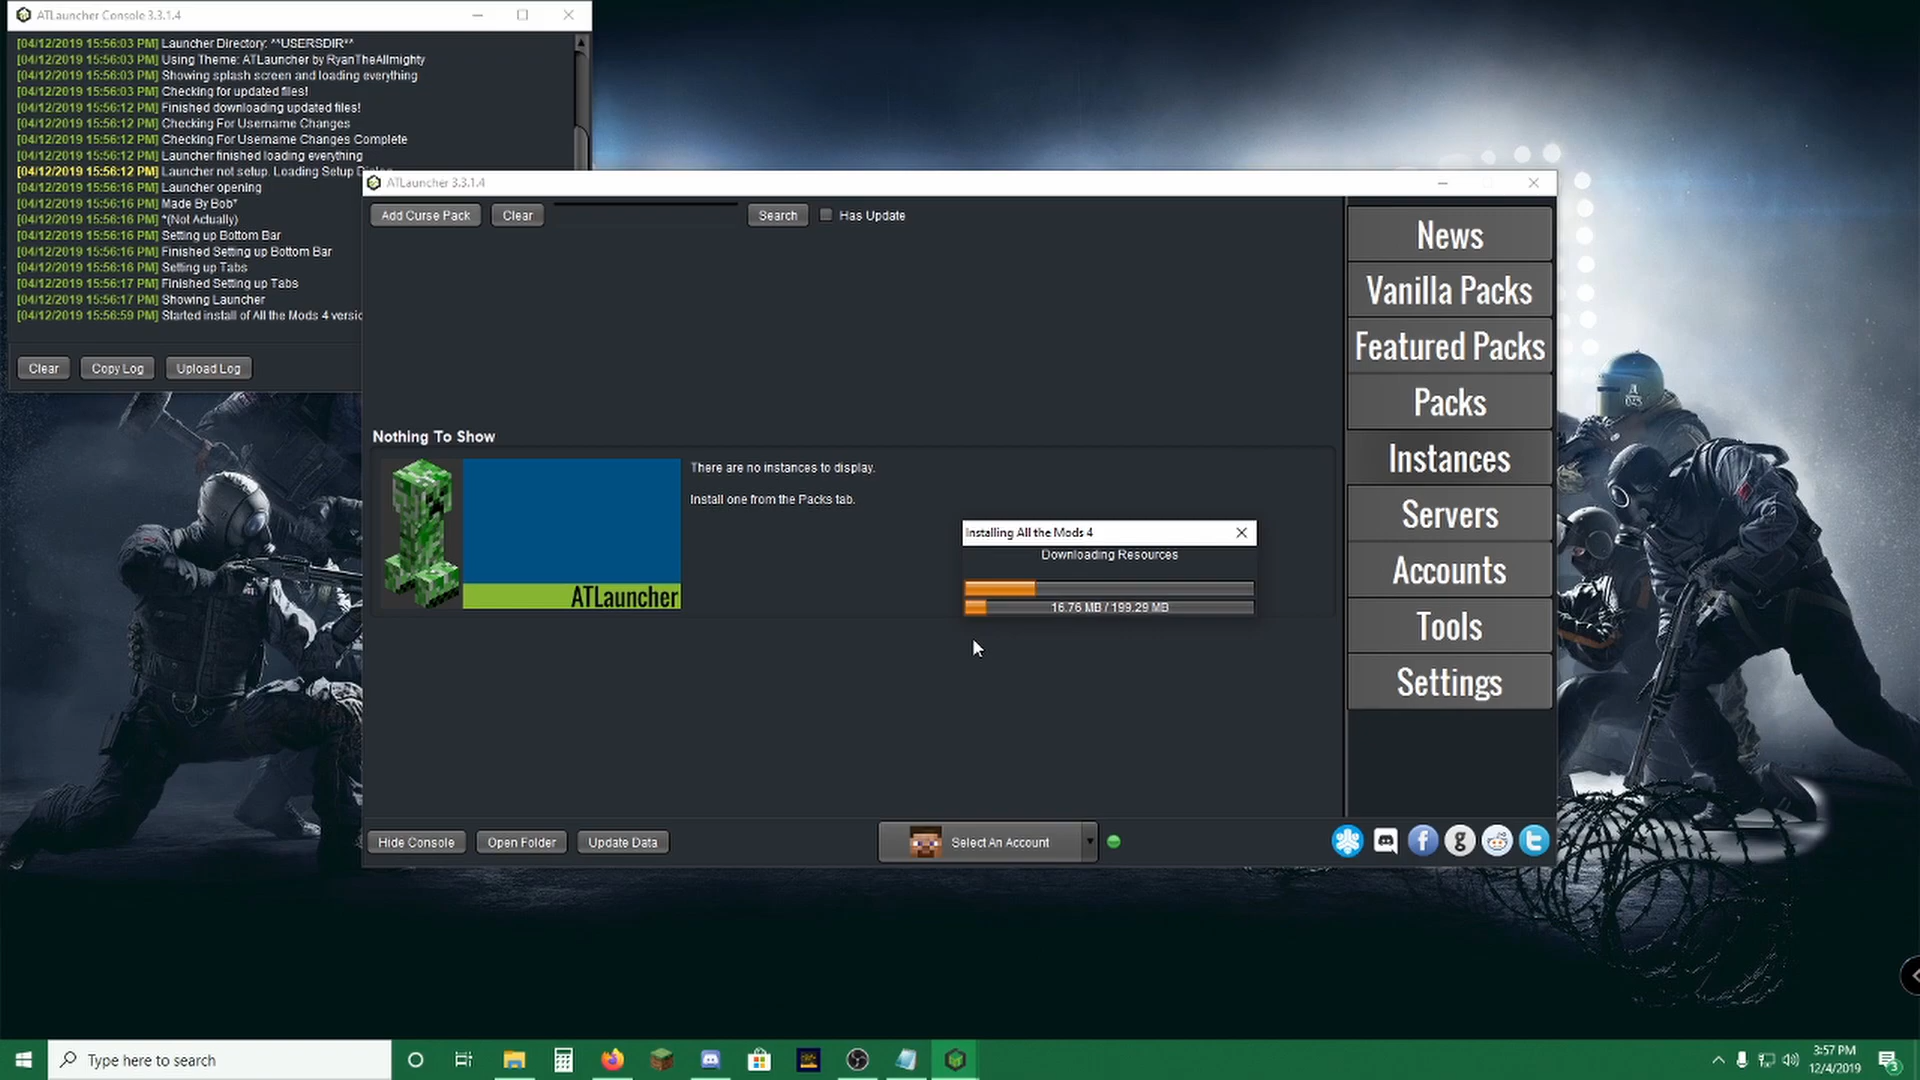 ATLauncher Console 3.3.1.4
[04/12/2019 15:56:03 PM] Launcher Directory: **USERSDIR**
[04/12/2019 15:56:03 PM] Using Theme: ATLauncher by RyanTheAllmighty
[04/12/2019 15:56:03 PM] Showing splash screen and loading everything
[04/12/2019 15:56:03 PM] Checking for updated files!
[04/12/2019 15:56:12 PM] Finished downloading updated files!
[04/12/2019 15:56:12 PM] Checking For Username Changes
[04/12/2019 15:56:12 PM] Checking For Username Changes Complete
[04/12/2019 15:56:12 PM] Launcher finished loading everything
[04/12/2019 15:56:12 PM] Launcher not setup. Loading Setup
[04/12/2019 15:56:16 PM] Launcher opening
[04/12/2019 15:56:16 PM] Made By Bob*
[04/12/2019 15:56:16 PM] *(Not Actually)
[04/12/2019 15:56:16 PM] Setting up Bottom Bar
[04/12/2019 15:56:16 PM] Finished Setting up Bottom Bar
[04/12/2019 15:56:16 PM] Setting up Tabs
[04/12/2019 15:56:17 PM] Finished Setting up Tabs
[04/12/2019 15:56:17 PM] Showing Launcher
[04/12/2019 15:56:59 PM] Started install of All the Mods 4 versio
Clear Copy Log Upload Log
ATLauncher 3.3.1.4
Add Curse Pack Clear Search Has Update
Nothing To Show
There are no instances to display.
Install one from the Packs tab.
ATLauncher
Installing All the Mods 4
Downloading Resources
16.76 MB / 199.29 MB
News
Vanilla Packs
Featured Packs
Packs
Instances
Servers
Accounts
Tools
Settings
Hide Console Open Folder Update Data Select An Account
Type here to search
3:57 PM
12/4/2019
3